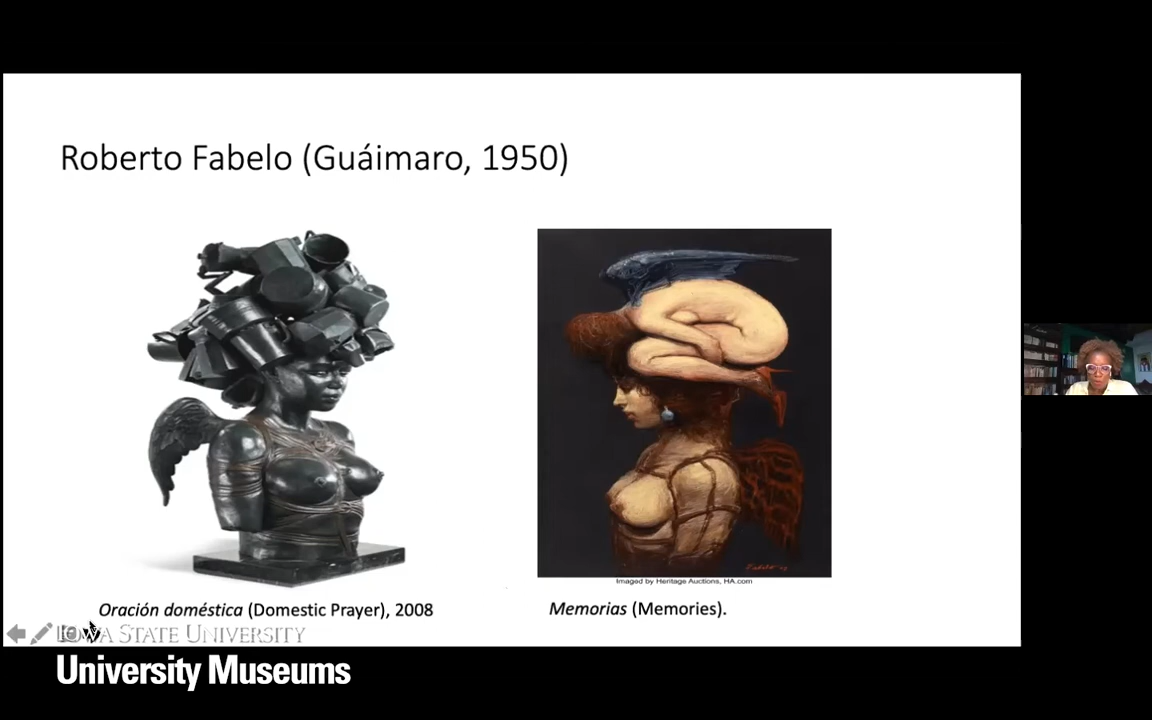 Roberto Fabelo (Guáimaro, 1950)
Imaged by Heritage Auctions, HA.com
Oración doméstica (Domestic Prayer), 2008
Memorias (Memories).
IOWA STATE UNIVERSITY
University Museums